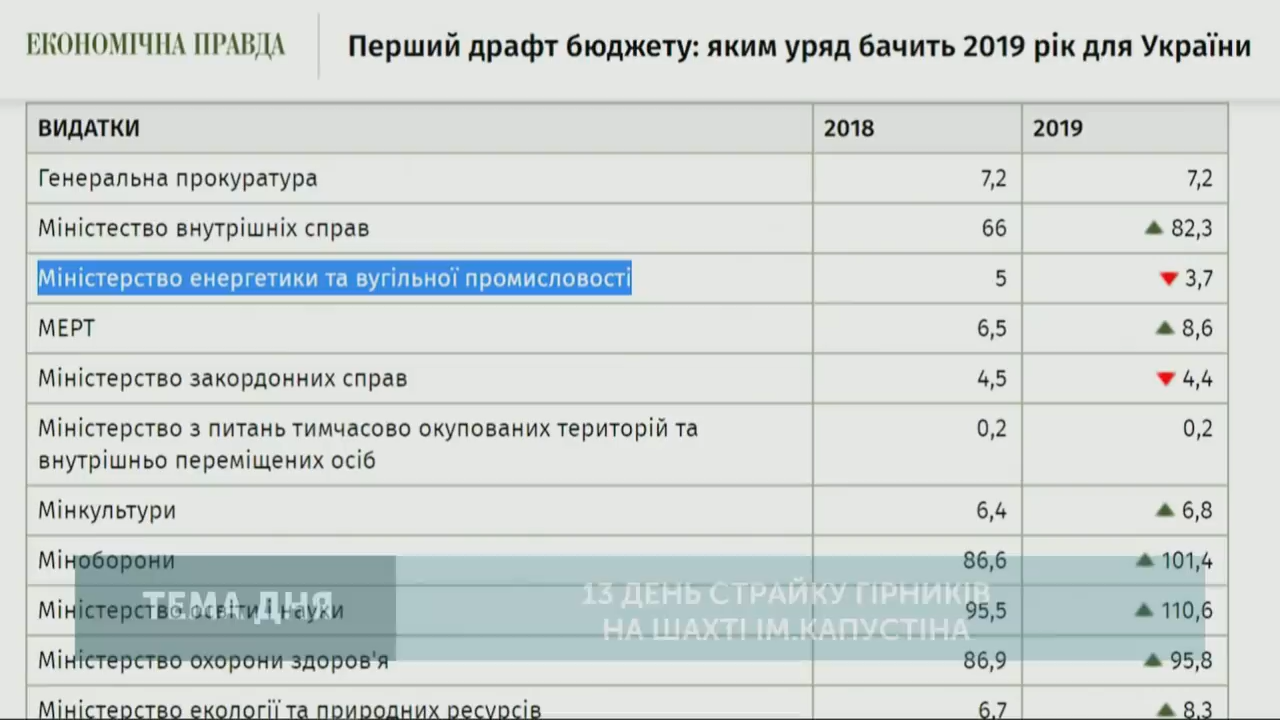 ЕКОНОМІЧНА ПРАВДА
Перший драфт бюджету: яким уряд бачить 2019 рік для України
ВИДАТКИ 2018 2019
Генеральна прокуратура 7,2 7,2
Міністество внутрішніх справ 66 82,3
Міністерство енергетики та вугільної промисловості 5 3,7
МЕРТ 6,5 8,6
Міністерство закордонних справ 4,5 4,4
Міністерство з питань тимчасово окупованих територій та 0,2 0,2
внутрішньо переміщених осіб
Мінкультури 6,4 6,8
Міноборони 86,6 101,4
Міністерство освіти і науки 95,5 110,6
Міністерство охорони здоров'я 86,9 95,8
Міністерство екології та природних ресурсів 6,7 8,3
ТЕМА ДНЯ
13 ДЕНЬ СТРАЙКУ ГІРНИКІВ
НА ШАХТІ ІМ.КАПУСТІНА